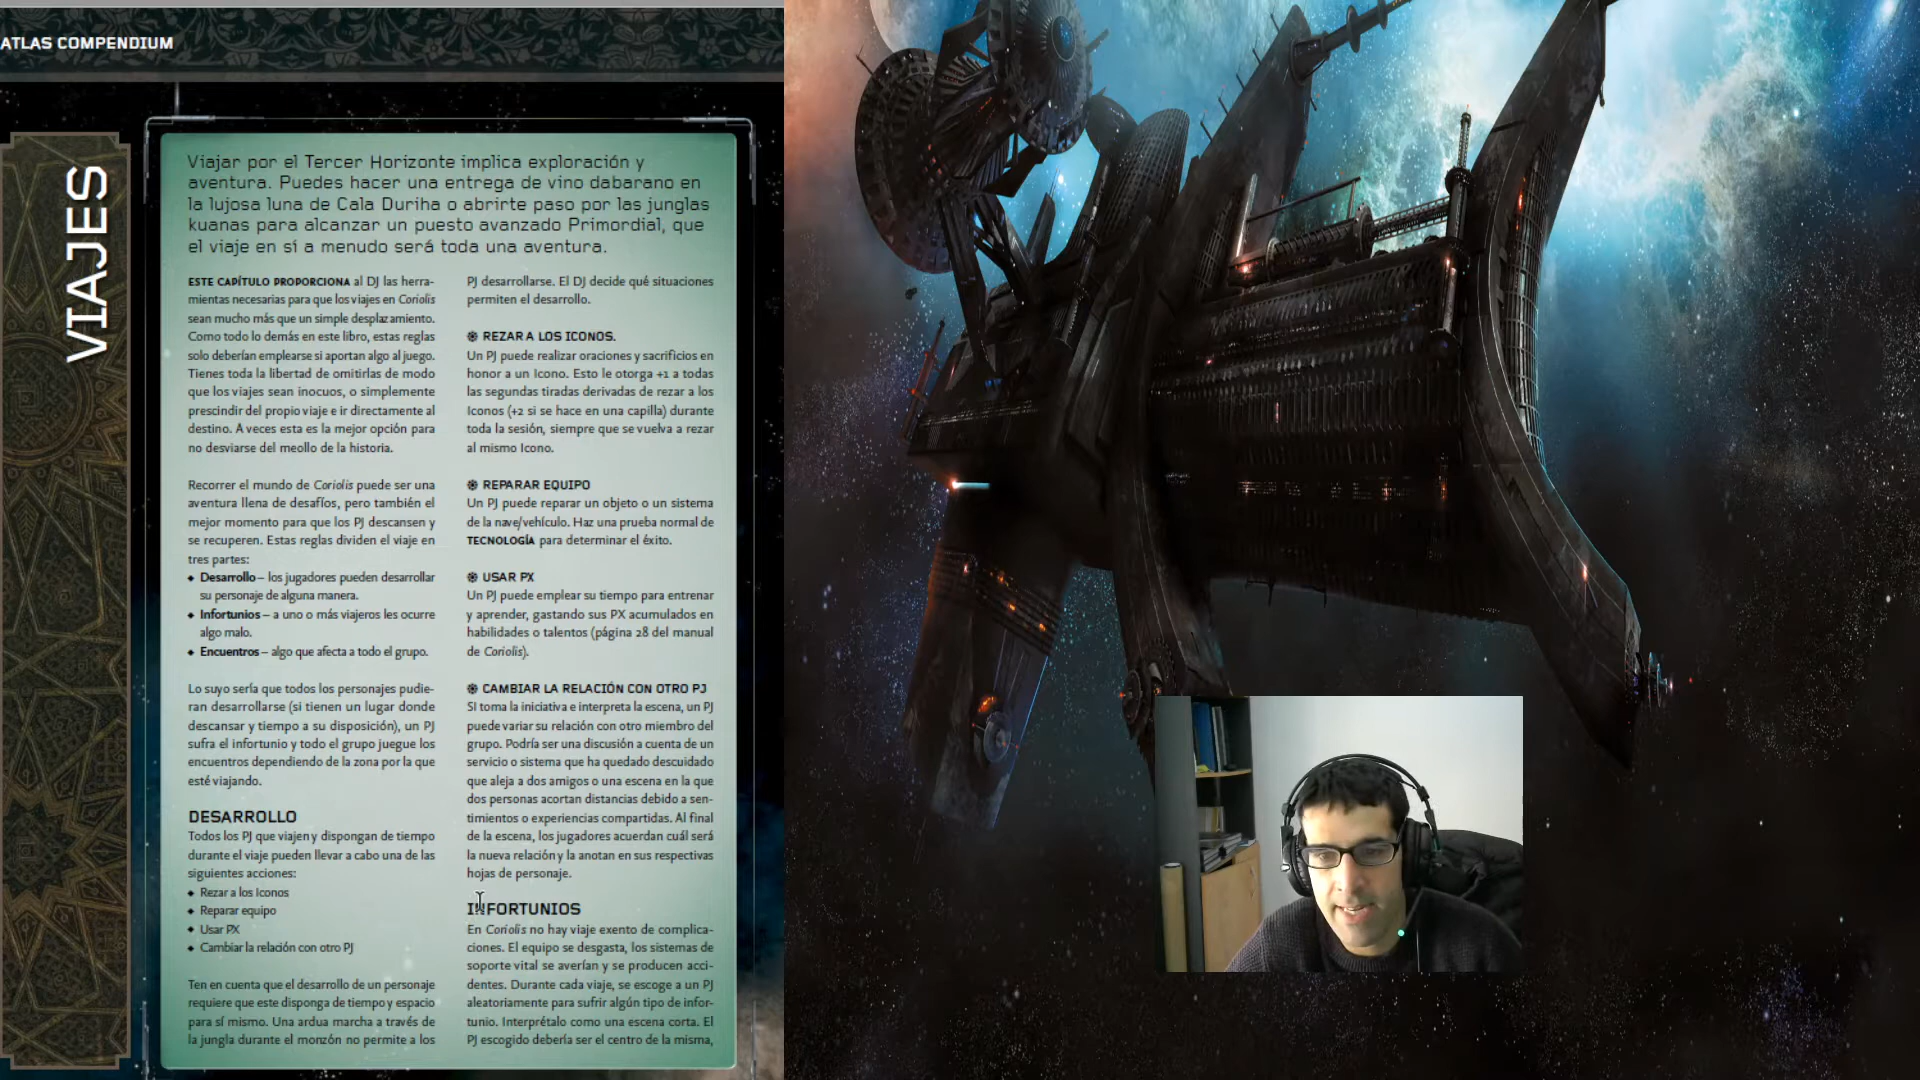 ATLAS COMPENDIUM
VIAJES
Viajar por el Tercer Horizonte implica exploración y
aventura. Puedes hacer una entrega de vino dabarano en
la lujosa luna de Cala Duriha o abrirte paso por las junglas
kuanas para alcanzar un puesto avanzado Primordial, que
el viaje en sí a menudo será toda una aventura.
ESTE CAPÍTULO PROPORCIONA al DJ las herra-
mientas necesarias para que los viajes en Coriolis
sean mucho más que un simple desplazamiento.
Como todo lo demás en este libro, estas reglas
solo deberían emplearse si aportan algo al juego.
Tienes toda la libertad de omitirlas de modo
que los viajes sean inocuos, o simplemente
prescindir del propio viaje e ir directamente al
destino. A veces esta es la mejor opción para
no desviarse del meollo de la historia.
Recorrer el mundo de Coriolis puede ser una
aventura llena de desafíos, pero también el
mejor momento para que los PJ descansen y
se recuperen. Estas reglas dividen el viaje en
tres partes:
◆ Desarrollo – los jugadores pueden desarrollar
su personaje de alguna manera.
◆ Infortunios – a uno o más viajeros les ocurre
algo malo.
◆ Encuentros – algo que afecta a todo el grupo.
Lo suyo sería que todos los personajes pudie-
ran desarrollarse (si tienen un lugar donde
descansar y tiempo a su disposición), un PJ
sufra el infortunio y todo el grupo juegue los
encuentros dependiendo de la zona por la que
esté viajando.
DESARROLLO
Todos los PJ que viajen y dispongan de tiempo
durante el viaje pueden llevar a cabo una de las
siguientes acciones:
◆ Rezar a los Iconos
◆ Reparar equipo
◆ Usar PX
◆ Cambiar la relación con otro PJ
Ten en cuenta que el desarrollo de un personaje
requiere que este disponga de tiempo y espacio
para sí mismo. Una ardua marcha a través de
la jungla durante el monzón no permite a los
PJ desarrollarse. El DJ decide qué situaciones
permiten el desarrollo.
REZAR A LOS ICONOS.
Un PJ puede realizar oraciones y sacrificios en
honor a un Icono. Esto le otorga +1 a todas
las segundas tiradas derivadas de rezar a los
Iconos (+2 si se hace en una capilla) durante
toda la sesión, siempre que se vuelva a rezar
al mismo Icono.
REPARAR EQUIPO
Un PJ puede reparar un objeto o un sistema
de la nave/vehículo. Haz una prueba normal de
TECNOLOGÍA para determinar el éxito.
USAR PX
Un PJ puede emplear su tiempo para entrenar
y aprender, gastando sus PX acumulados en
habilidades o talentos (página 28 del manual
de Coriolis).
CAMBIAR LA RELACIÓN CON OTRO PJ
SI toma la iniciativa e interpreta la escena, un PJ
puede variar su relación con otro miembro del
grupo. Podría ser una discusión a cuenta de un
servicio o sistema que ha quedado descuidado
que aleja a dos amigos o una escena en la que
dos personas acortan distancias debido a sen-
timientos o experiencias compartidas. Al final
de la escena, los jugadores acuerdan cuál será
la nueva relación y la anotan en sus respectivas
hojas de personaje.
INFORTUNIOS
En Coriolis no hay viaje exento de complica-
ciones. El equipo se desgasta, los sistemas de
soporte vital se averían y se producen acci-
dentes. Durante cada viaje, se escoge a un PJ
aleatoriamente para sufrir algún tipo de infor-
tunio. Interprétalo como una escena corta. El
PJ escogido debería ser el centro de la misma,